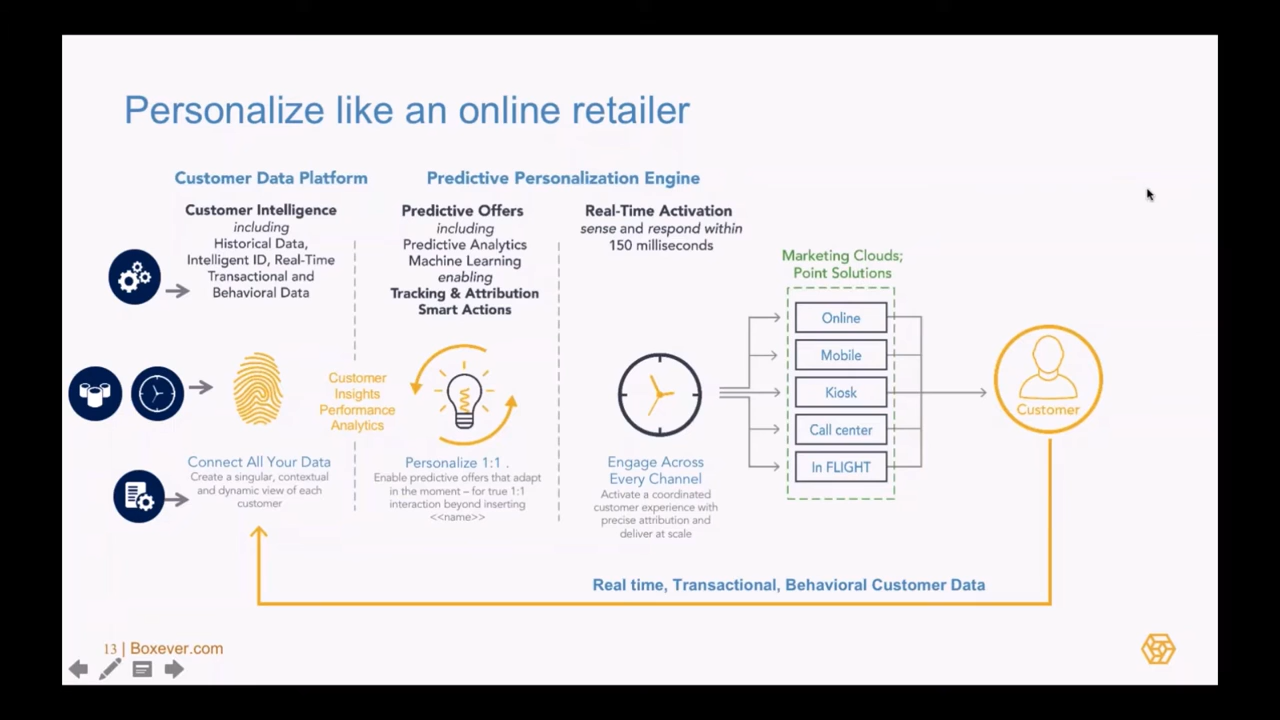 Personalize like an online retailer
Customer Data Platform
Predictive Personalization Engine
Customer Intelligence
including
Historical Data,
Intelligent ID, Real-Time
Transactional and
Behavioral Data
Predictive Offers
including
Predictive Analytics
Machine Learning
enabling
Tracking & Attribution
Smart Actions
Real-Time Activation
sense and respond within
150 milliseconds
Marketing Clouds;
Point Solutions
Online
Mobile
Kiosk
Call center
In FLIGHT
Customer
Customer
Insights
Performance
Analytics
Connect All Your Data
Create a singular, contextual
and dynamic view of each
customer
Personalize 1:1 .
Enable predictive offers that adapt
in the moment – for true 1:1
interaction beyond inserting
<<name>>
Engage Across
Every Channel
Activate a coordinated
customer experience with
precise attribution and
deliver at scale
Real time, Transactional, Behavioral Customer Data
13 | Boxever.com